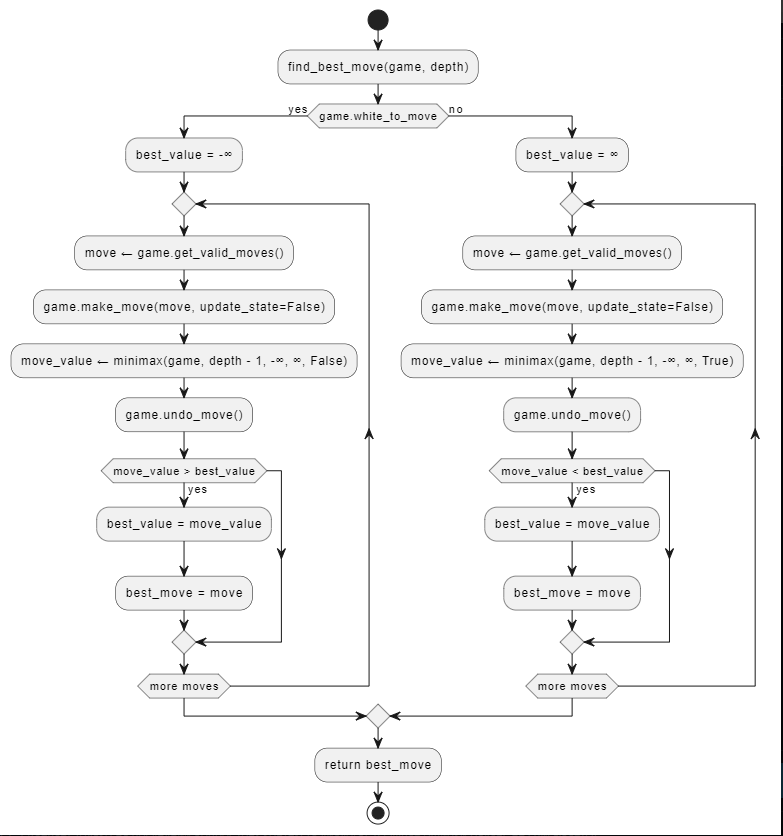 find_best_move(game, depth)
yes
game.white_to_move
no
best_value = -∞
move ← game.get_valid_moves()
game.make_move(move, update_state=False)
move_value ← minimax(game, depth - 1, -∞, ∞, False)
game.undo_move()
move_value > best_value
yes
best_value = move_value
best_move = move
more moves
best_value = ∞
move ← game.get_valid_moves()
game.make_move(move, update_state=False)
move_value ← minimax(game, depth - 1, -∞, ∞, True)
game.undo_move()
move_value < best_value
yes
best_value = move_value
best_move = move
more moves
return best_move